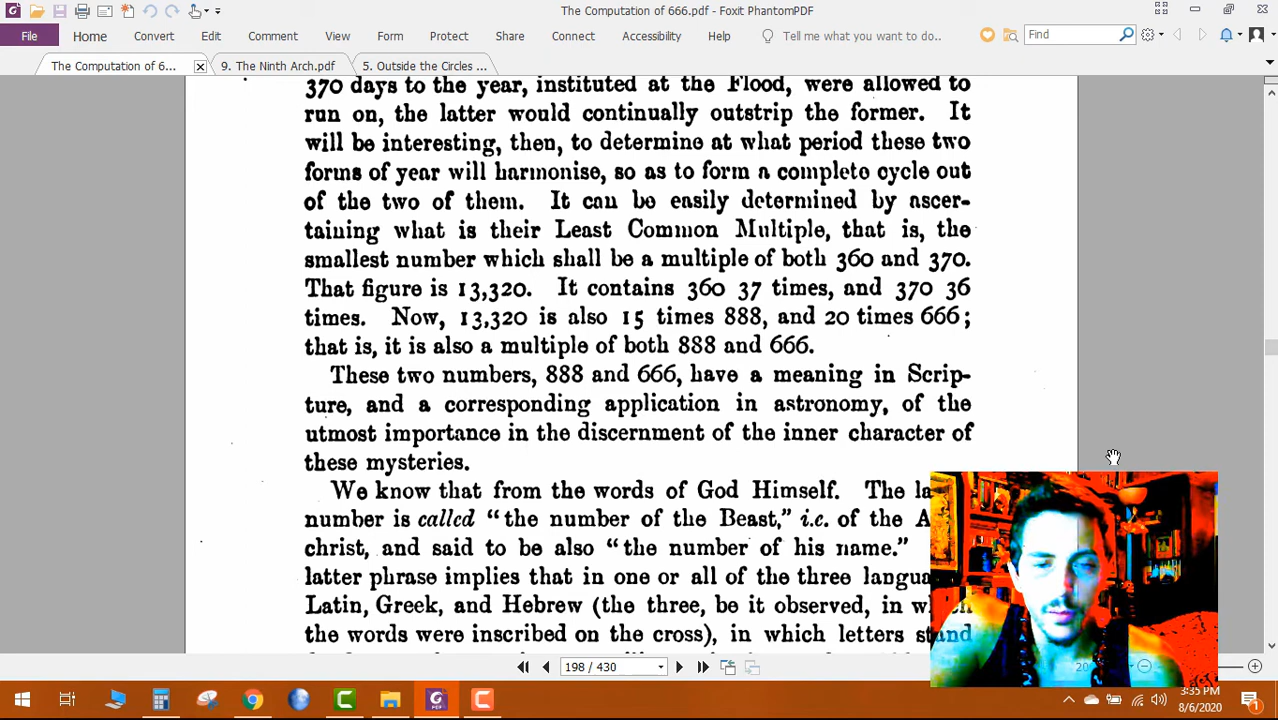 The Computation of 666.pdf - Foxit PhantomPDF
File Home Convert Edit Comment View Form Protect Share Connect Accessibility Help Tell me what you want to do.. Find
The Computation of 6... 9. The Ninth Arch.pdf 5. Outside the Circles ...
370 days to the year, instituted at the Flood, were allowed to
run on, the latter would continually outstrip the former. It
will be interesting, then, to determine at what period these two
forms of year will harmonise, so as to form a complete cycle out
of the two of them. It can be easily determined by ascer-
taining what is their Least Common Multiple, that is, the
smallest number which shall be a multiple of both 360 and 370.
That figure is 13,320. It contains 360 37 times, and 370 36
times. Now, 13,320 is also 15 times 888, and 20 times 666;
that is, it is also a multiple of both 888 and 666.
These two numbers, 888 and 666, have a meaning in Scrip-
ture, and a corresponding application in astronomy, of the
utmost importance in the discernment of the inner character of
these mysteries.
We know that from the words of God Himself. The
number is called "the number of the Beast," i.e. of the
christ, and said to be also "the number of his name."
latter phrase implies that in one or all of the three
Latin, Greek, and Hebrew (the three, be it observed, in
the words were inscribed on the cross), in which letters stand
198 / 430
3:35 PM
8/6/2020